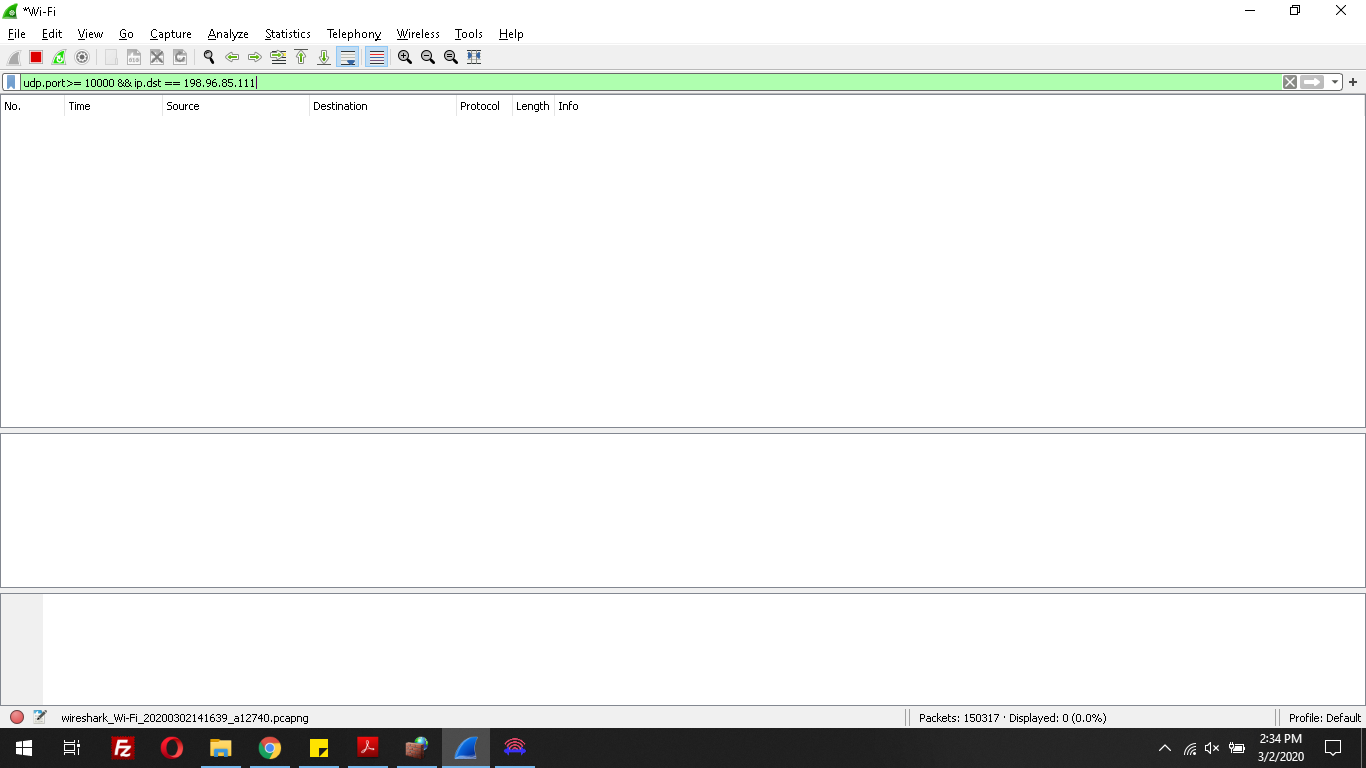 *Wi-Fi
File Edit View Go Capture Analyze Statistics Telephony Wireless Tools Help
udp.port>= 10000 && ip.dst == 198.96.85.111
No. Time Source Destination Protocol Length Info
wireshark_Wi-Fi_20200302141639_a12740.pcapng Packets: 150317 · Displayed: 0 (0.0%) Profile: Default
Fz
2:34 PM
3/2/2020